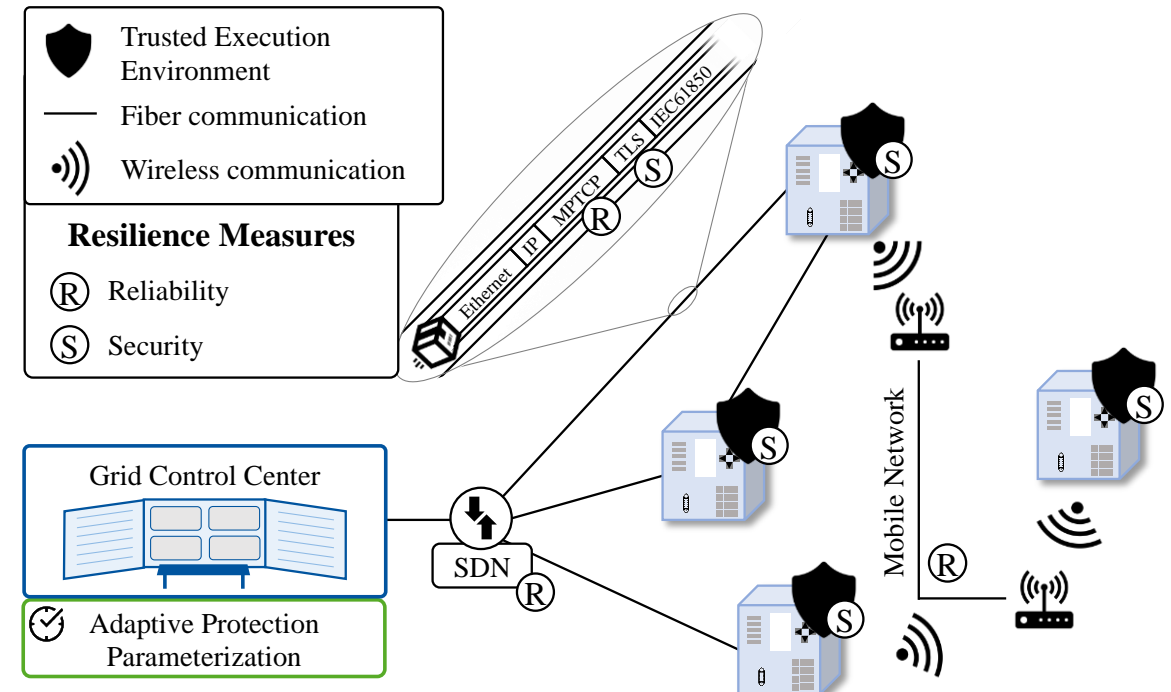 Trusted Execution
Environment
Fiber communication
Wireless communication
Resilience Measures
R Reliability
S Security
Ethernet IP MPTCP TLS IEC61850
R
S
S
S
S
S
Grid Control Center
SDN
R
Mobile Network
R
Adaptive Protection
Parameterization